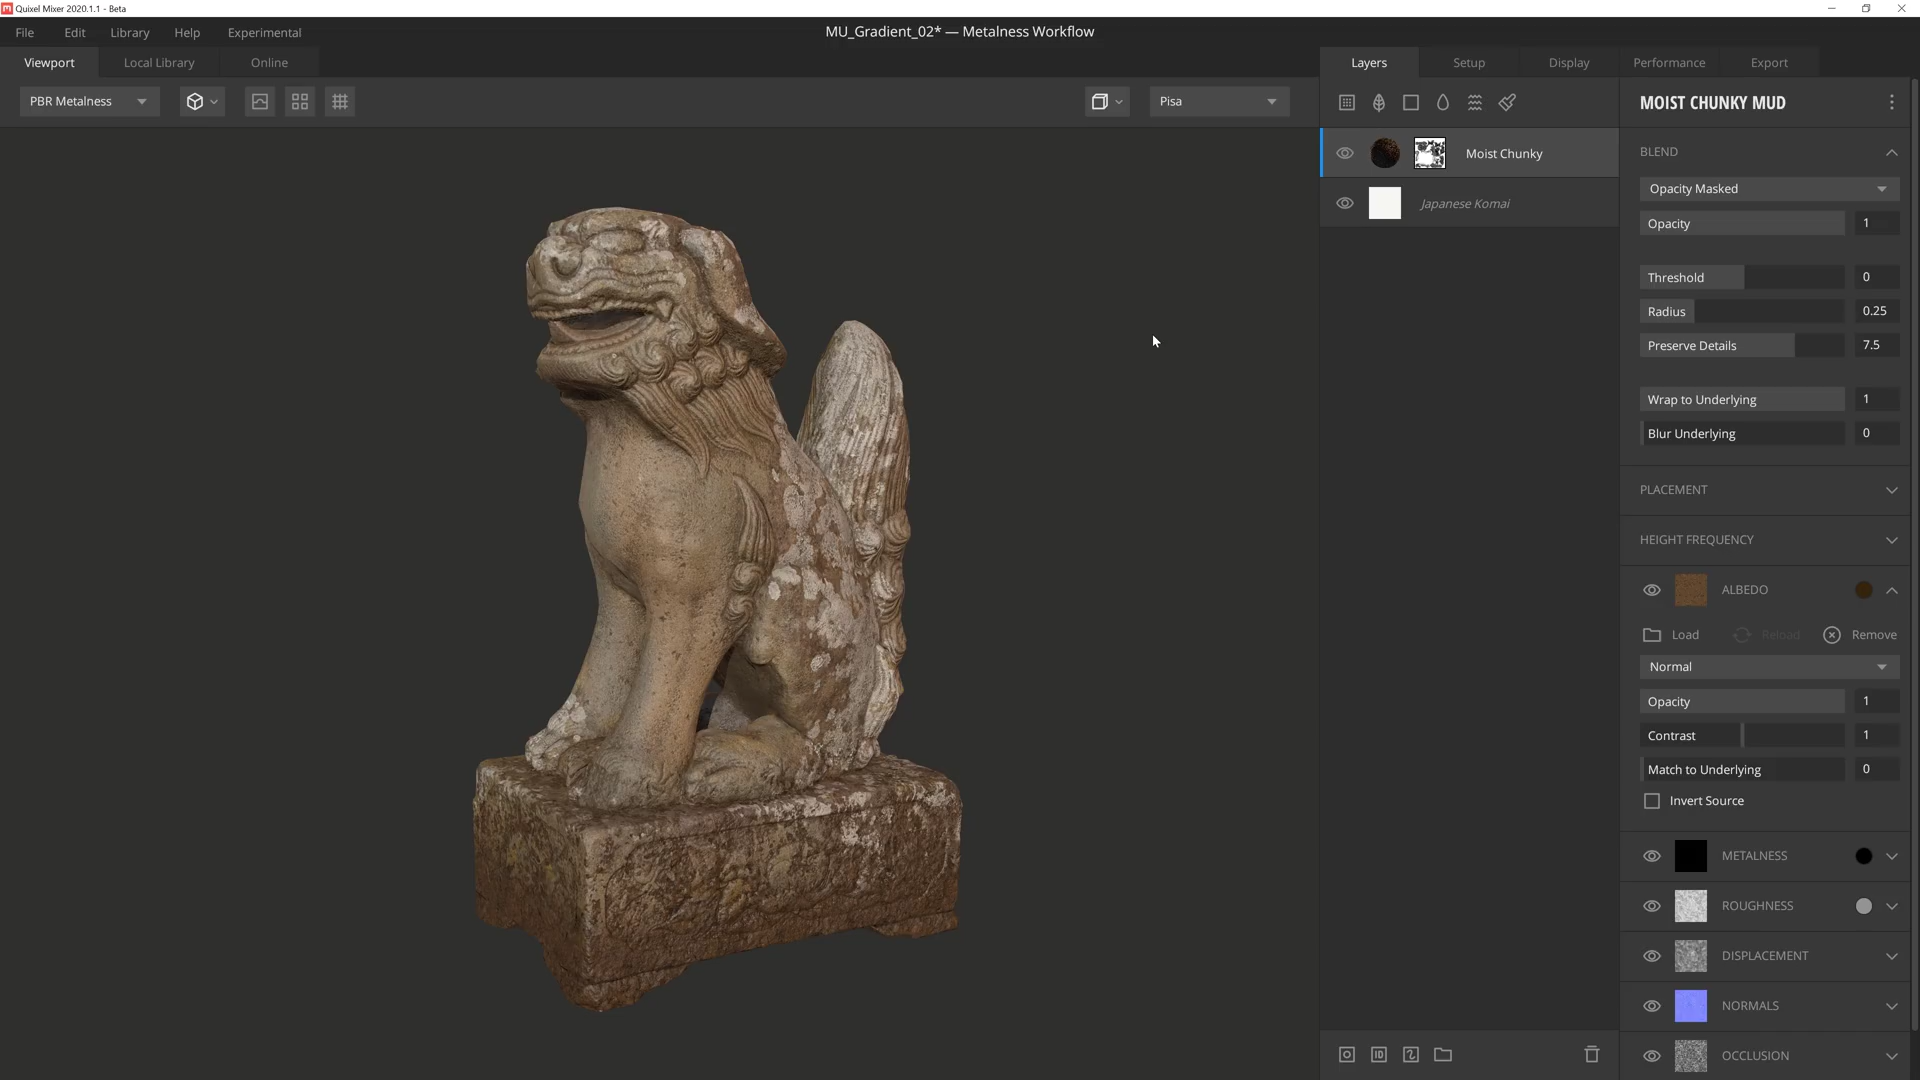 Quixel Mixer 2020.1.1 - Beta
File Edit Library Help Experimental
MU_Gradient_02* — Metalness Workflow
Viewport Local Library Online
Layers Setup Display Performance Export
PBR Metalness
Pisa
MOIST CHUNKY MUD
Moist Chunky
Japanese Komai
BLEND
Opacity Masked
Opacity 1
Threshold 0
Radius 0.25
Preserve Details 7.5
Wrap to Underlying 1
Blur Underlying 0
PLACEMENT
HEIGHT FREQUENCY
ALBEDO
Load Reload Remove
Normal
Opacity 1
Contrast 1
Match to Underlying 0
Invert Source
METALNESS
ROUGHNESS
DISPLACEMENT
NORMALS
ID
OCCLUSION